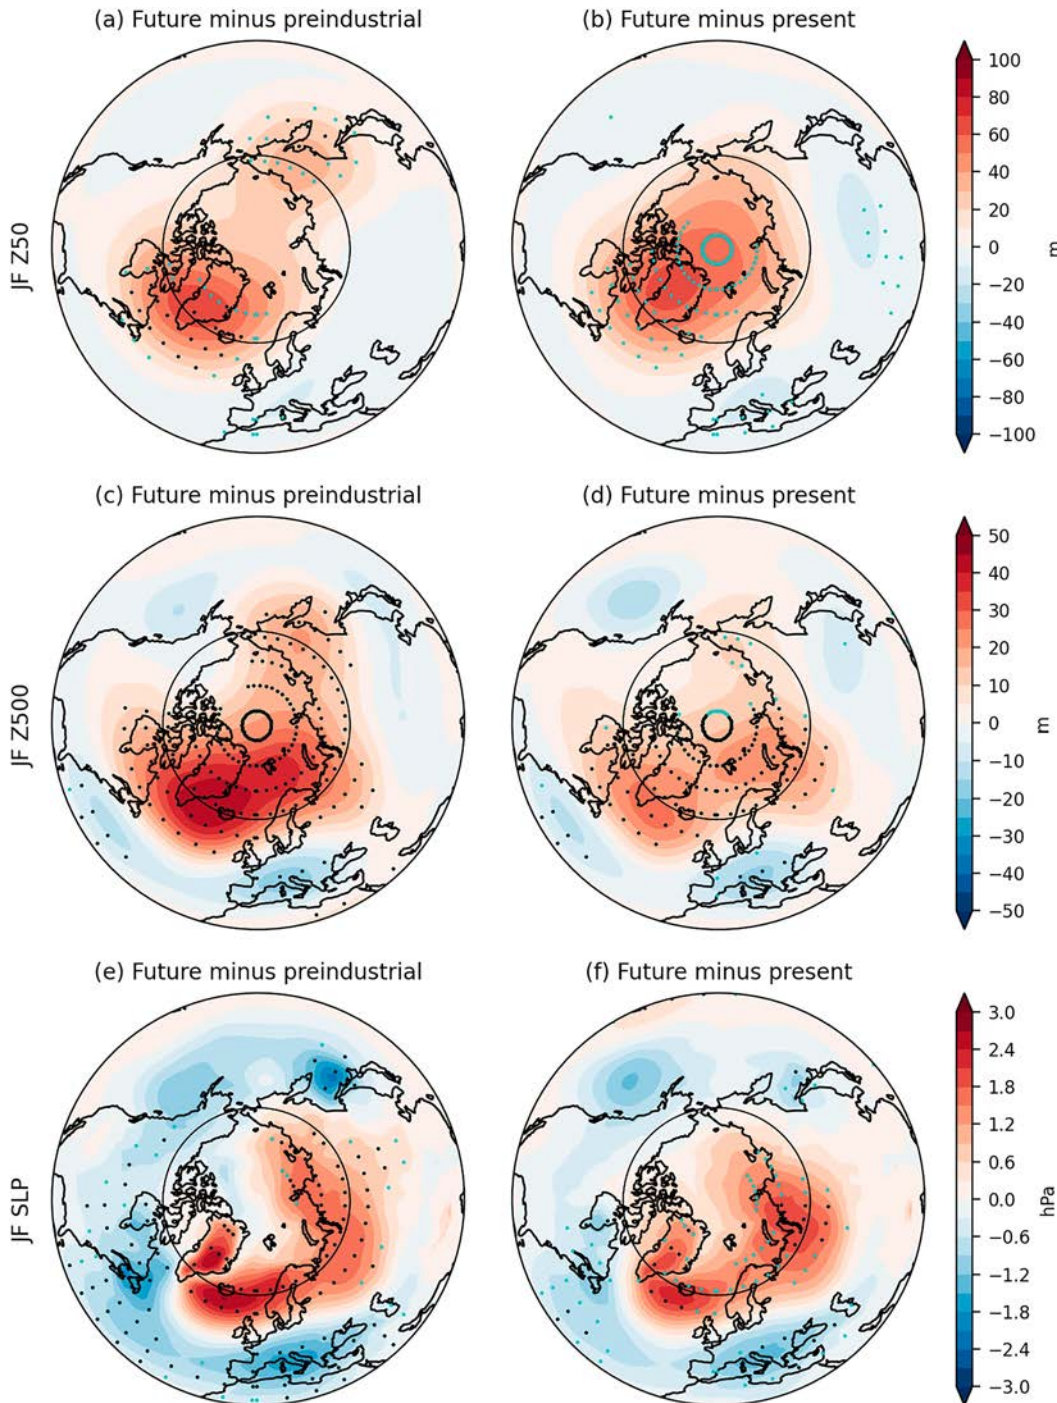 (a) Future minus preindustrial
(b) Future minus present
JF Z50
100
80
60
40
20
0
−20
−40
−60
−80
−100
m
(c) Future minus preindustrial
(d) Future minus present
JF Z500
50
40
30
20
10
0
−10
−20
−30
−40
−50
m
(e) Future minus preindustrial
(f) Future minus present
JF SLP
3.0
2.4
1.8
1.2
0.6
0.0
−0.6
−1.2
−1.8
−2.4
−3.0
hPa